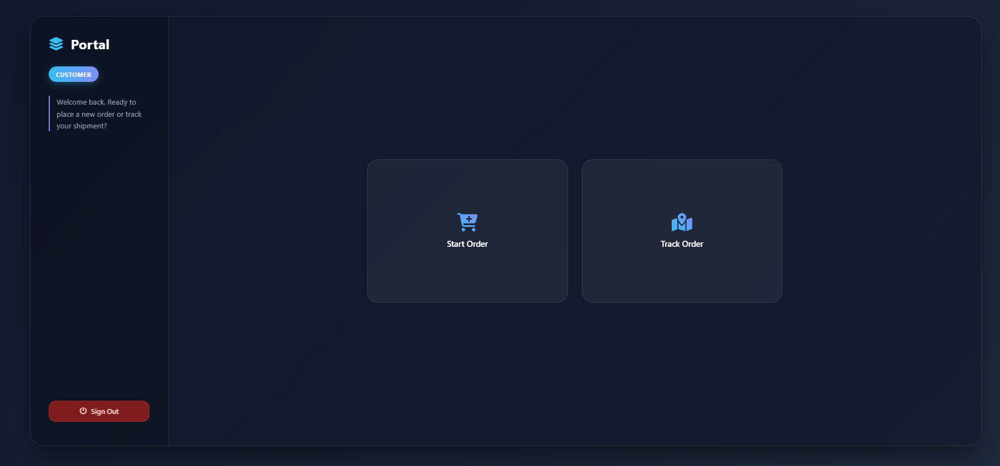 Portal
CUSTOMER
Welcome back. Ready to
place a new order or track
your shipment?
Start Order
Track Order
Sign Out